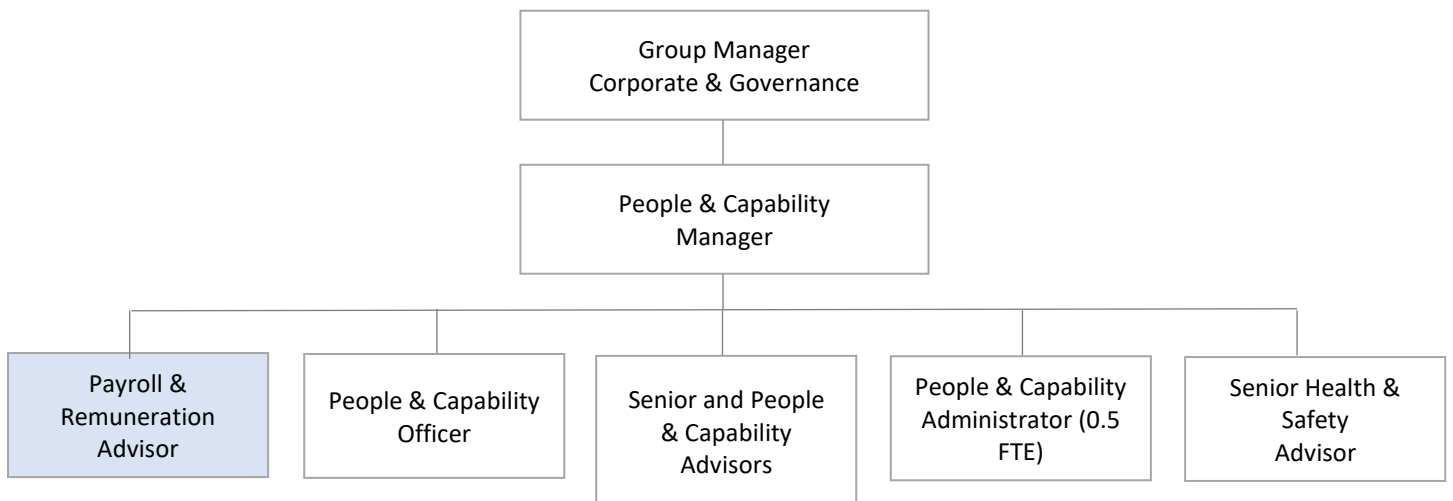 Group Manager
Corporate & Governance
People & Capability
Manager
Payroll &
Remuneration
Advisor
People & Capability
Officer
Senior and People
& Capability
Advisors
People & Capability
Administrator (0.5
FTE)
Senior Health &
Safety
Advisor